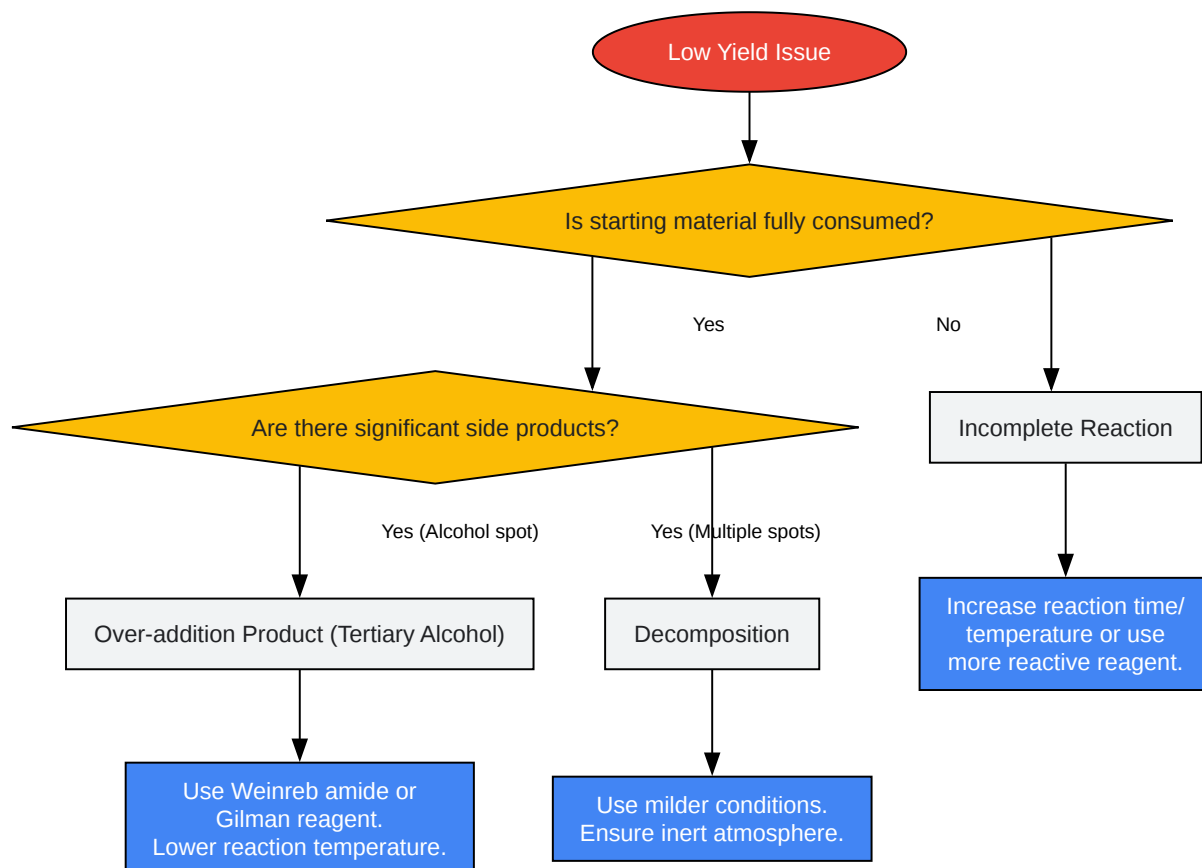 Low Yield Issue
Is starting material fully consumed?
Yes
No
Are there significant side products?
Incomplete Reaction
Yes (Alcohol spot)
Yes (Multiple spots)
Over-addition Product (Tertiary Alcohol)
Decomposition
Increase reaction time/
temperature or use
more reactive reagent.
Use Weinreb amide or
Gilman reagent.
Lower reaction temperature.
Use milder conditions.
Ensure inert atmosphere.